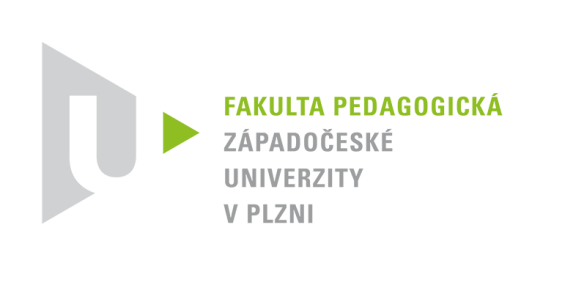 FAKULTA PEDAGOGICKÁ
ZÁPADOČESKÉ
UNIVERZITY
V PLZNI